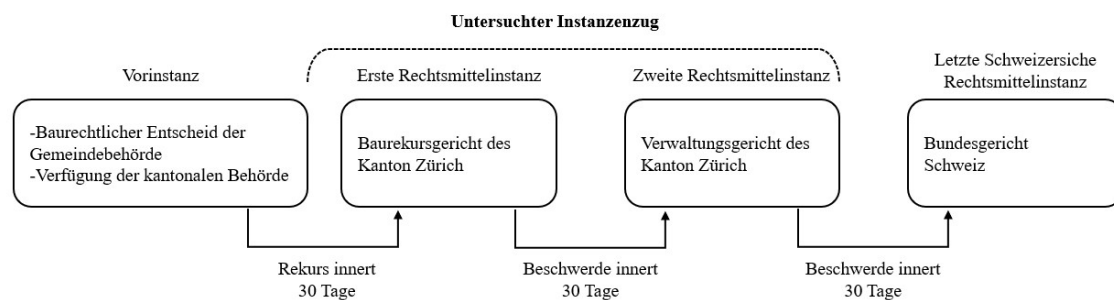 Untersuchter Instanzenzug
Vorinstanz
-Baurechtlicher Entscheid der
Gemeindebehörde
-Verfügung der kantonalen Behörde
Erste Rechtsmittelinstanz
Baurekursgericht des
Kanton Zürich
Zweite Rechtsmittelinstanz
Verwaltungsgericht des
Kanton Zürich
Letzte Schweizersiche
Rechtsmittelinstanz
Bundesgericht
Schweiz
Rekurs innert
30 Tage
Beschwerde innert
30 Tage
Beschwerde innert
30 Tage